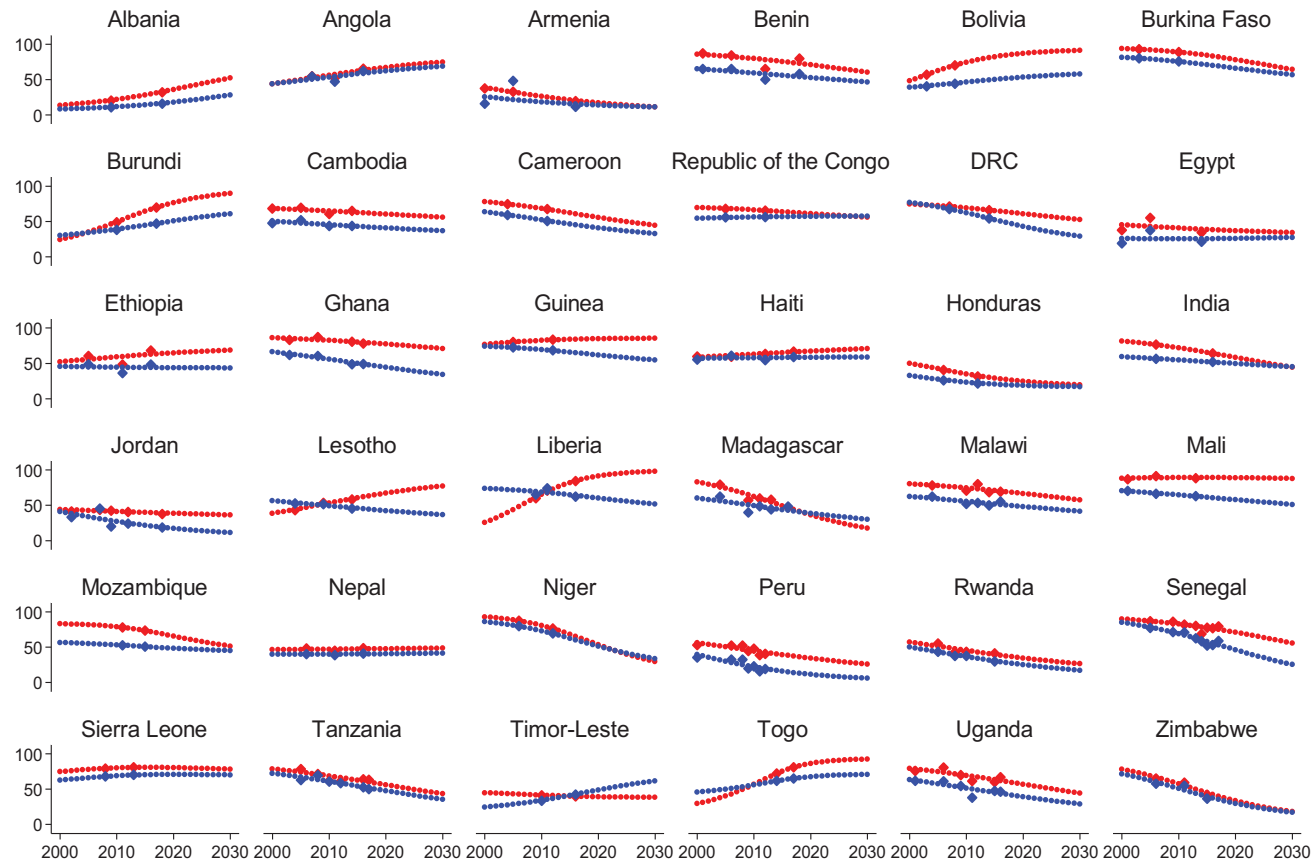 Albania Angola Armenia Benin Bolivia Burkina Faso
100
50
0
Burundi Cambodia Cameroon Republic of the Congo DRC Egypt
100
50
0
Ethiopia Ghana Guinea Haiti Honduras India
100
50
0
Jordan Lesotho Liberia Madagascar Malawi Mali
100
50
0
Mozambique Nepal Niger Peru Rwanda Senegal
100
50
0
Sierra Leone Tanzania Timor-Leste Togo Uganda Zimbabwe
100
50
0
2000 2010 2020 2030 2000 2010 2020 2030 2000 2010 2020 2030 2000 2010 2020 2030 2000 2010 2020 2030 2000 2010 2020 2030